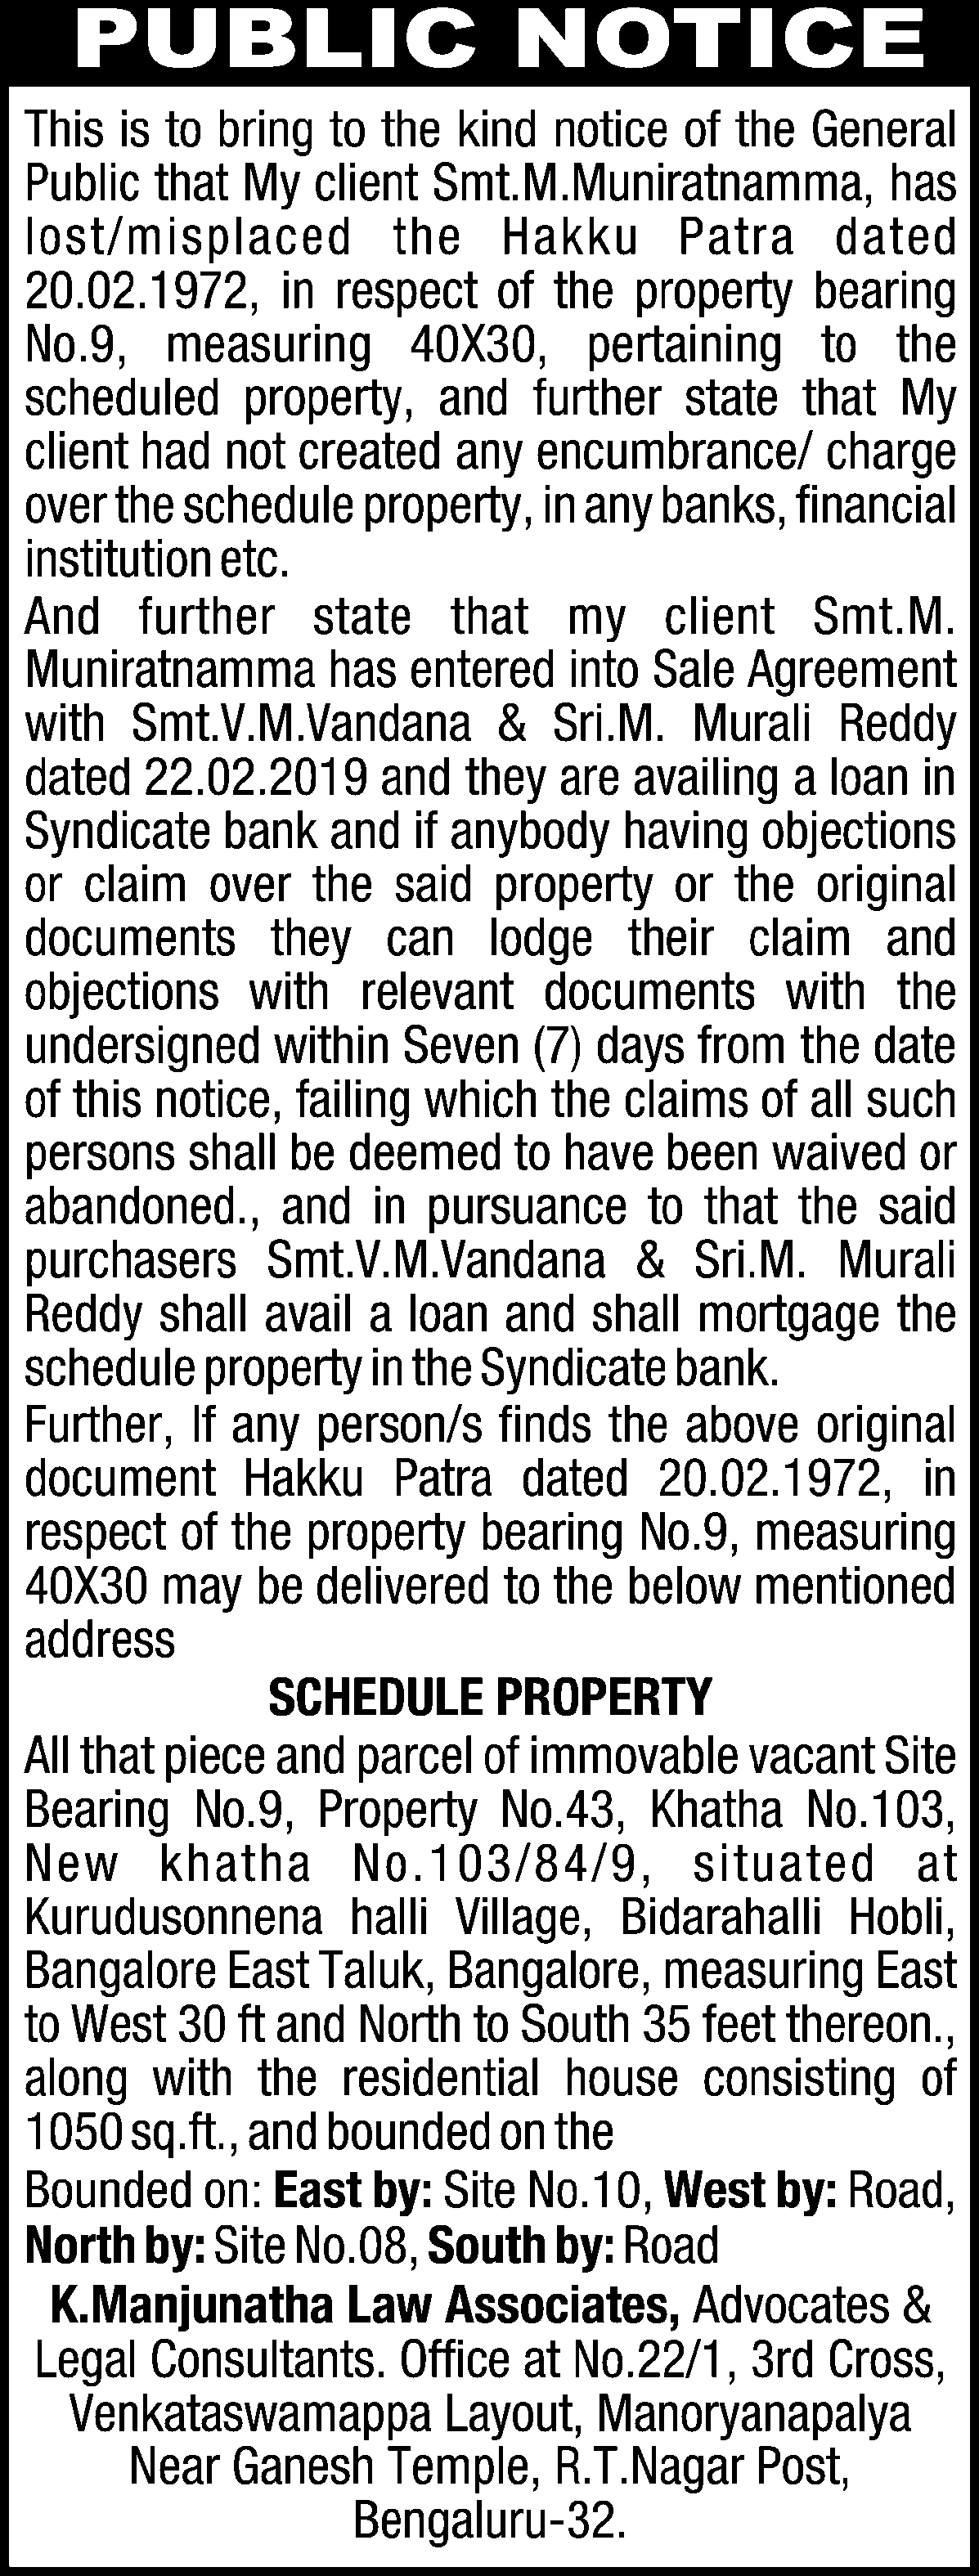 PUBLIC NOTICE
This is to bring to the kind notice of the General
Public that My client Smt.M.Muniratnamma, has
lost/misplaced the Hakku Patra dated
20.02.1972, in respect of the property bearing
No.9, measuring 40X30, pertaining to the
scheduled property, and further state that My
client had not created any encumbrance/ charge
over the schedule property, in any banks, financial
institution etc.
And further state that my client Smt.M.
Muniratnamma has entered into Sale Agreement
with Smt.V.M.Vandana & Sri.M. Murali Reddy
dated 22.02.2019 and they are availing a loan in
Syndicate bank and if anybody having objections
or claim over the said property or the original
documents they can lodge their claim and
objections with relevant documents with the
undersigned within Seven (7) days from the date
of this notice, failing which the claims of all such
persons shall be deemed to have been waived or
abandoned., and in pursuance to that the said
purchasers Smt.V.M.Vandana & Sri.M. Murali
Reddy shall avail a loan and shall mortgage the
schedule property in the Syndicate bank.
Further, If any person/s finds the above original
document Hakku Patra dated 20.02.1972, in
respect of the property bearing No.9, measuring
40X30 may be delivered to the below mentioned
address
SCHEDULE PROPERTY
All that piece and parcel of immovable vacant Site
Bearing No.9, Property No.43, Khatha No.103,
New khatha No.103/84/9, situated at
Kurudusonnena halli Village, Bidarahalli Hobli,
Bangalore East Taluk, Bangalore, measuring East
to West 30 ft and North to South 35 feet thereon.,
along with the residential house consisting of
1050 sq.ft., and bounded on the
Bounded on: East by: Site No.10, West by: Road,
North by: Site No.08, South by: Road
K.Manjunatha Law Associates, Advocates &
Legal Consultants. Office at No.22/1, 3rd Cross,
Venkataswamappa Layout, Manoryanapalya
Near Ganesh Temple, R.T.Nagar Post,
Bengaluru-32.